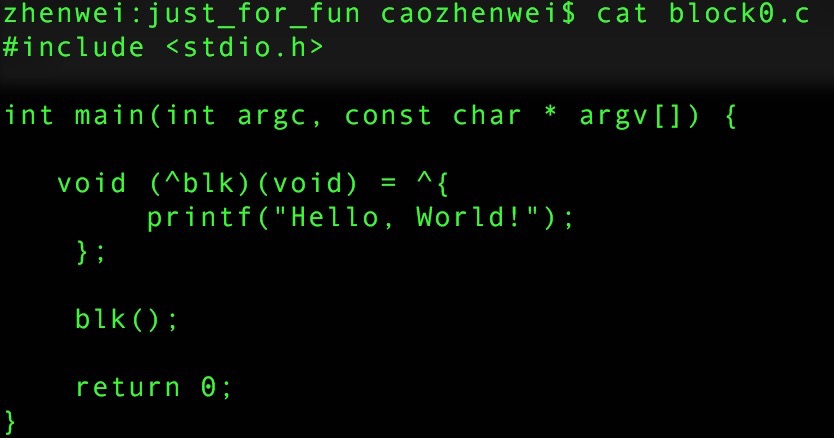 zhenwei:just_for_fun caozhenwei$ cat block0.c
#include <stdio.h>
int main(int argc, const char * argv[]) {
void (^blk)(void) = ^{
printf("Hello, World!");
};
blk();
return 0;
}